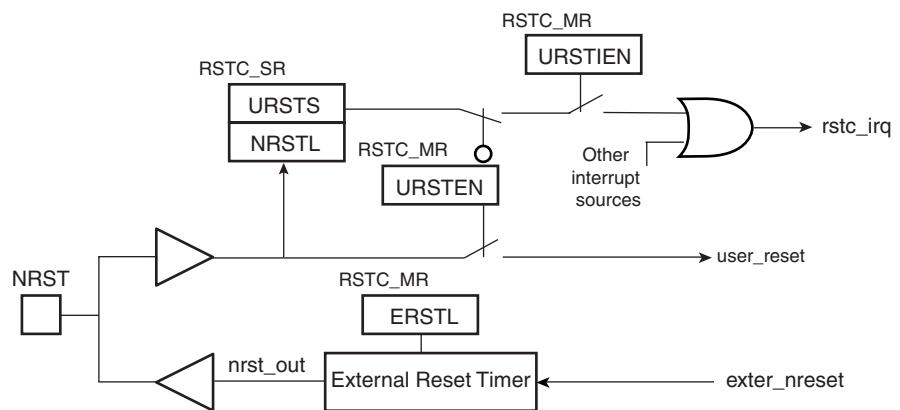 RSTC_MR
URSTIEN
RSTC_SR
URSTS
NRSTL
rstc_irq
RSTC_MR
URSTEN
Other
interrupt
sources
user_reset
NRST
RSTC_MR
ERSTL
nrst_out
External Reset Timer
exter_nreset